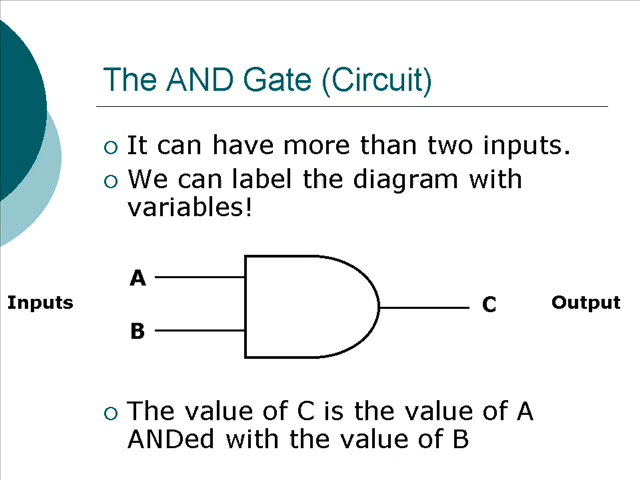 The AND Gate (Circuit)
It can have more than two inputs.
We can label the diagram with
variables!
A
Inputs
B
C
Output
The value of C is the value of A
ANDed with the value of B